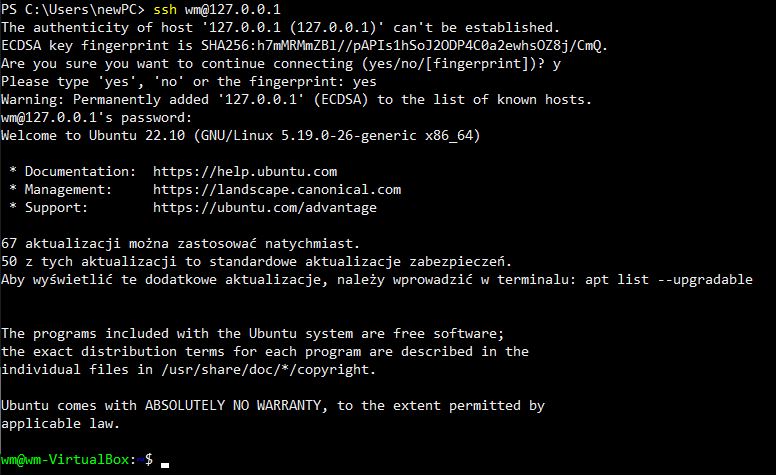 PS C:\Users\newPC> ssh wm@127.0.0.1
The authenticity of host '127.0.0.1 (127.0.0.1)' can't be established.
ECDSA key fingerprint is SHA256:h7mMRMmZBl//pAPIs1hSoJ2ODP4C0a2ewhsOZ8j/CmQ.
Are you sure you want to continue connecting (yes/no/[fingerprint])? y
Please type 'yes', 'no' or the fingerprint: yes
Warning: Permanently added '127.0.0.1' (ECDSA) to the list of known hosts.
wm@127.0.0.1's password:
Welcome to Ubuntu 22.10 (GNU/Linux 5.19.0-26-generic x86_64)

 * Documentation:  https://help.ubuntu.com
 * Management:     https://landscape.canonical.com
 * Support:        https://ubuntu.com/advantage

67 aktualizacji można zastosować natychmiast.
50 z tych aktualizacji to standardowe aktualizacje zabezpieczeń.
Aby wyświetlić te dodatkowe aktualizacje, należy wprowadzić w terminalu: apt list --upgradable

The programs included with the Ubuntu system are free software;
the exact distribution terms for each program are described in the
individual files in /usr/share/doc/*/copyright.

Ubuntu comes with ABSOLUTELY NO WARRANTY, to the extent permitted by
applicable law.

wm@wm-VirtualBox:~$